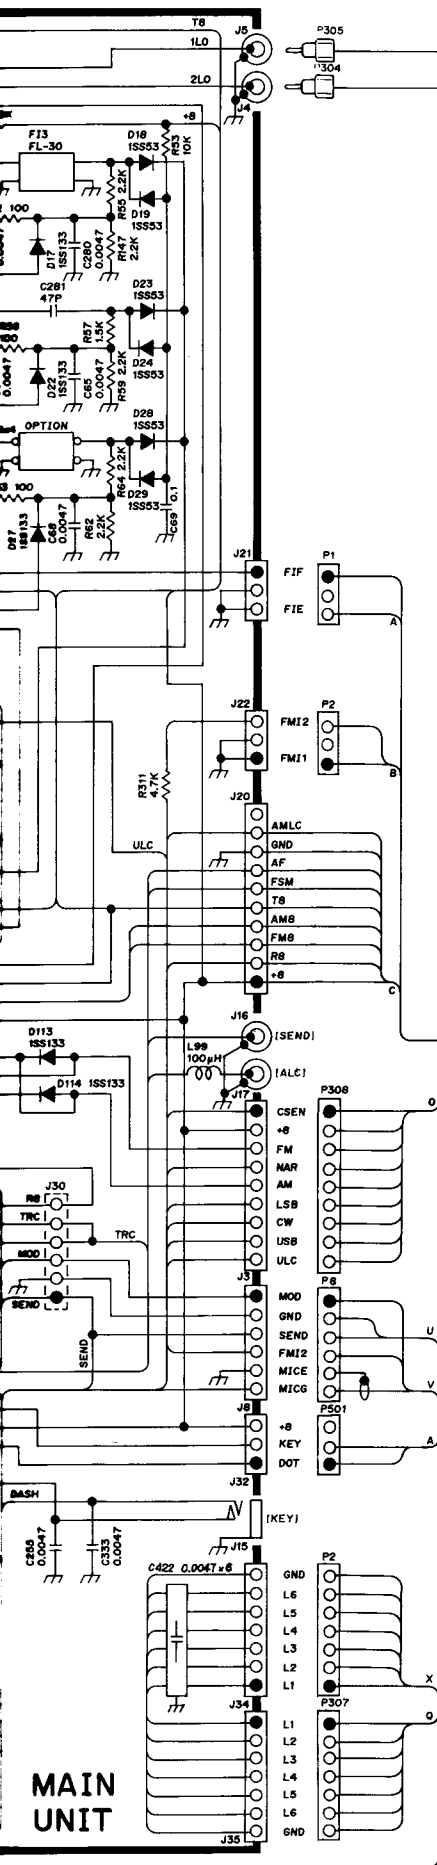 T8
J5
P305
1LO
P304
2LO
J4
+8
FI3
FL-30
D18
1SS53
R53
10K
R55 2.2K
D19
1SS53
100
D17
1SS133
C280
0.0047
R147
2.2K
C281
47P
D23
1SS53
R57
1.5K
100
D22
1SS133
C65
0.0047
R59 2.2K
D24
1SS53
0.0047
OPTION
D28
1SS53
R64 2.2K
100
D29
1SS53
C69 0.1
D27
1SS133
C68
0.0047
R62
2.2K
J21
P1
FIF
FIE
A
J22
P2
FMI2
FMI1
B
R311
4.7K
J20
ULC
AMLC
GND
AF
FSM
T8
AM8
FM8
R8
+8
C
J16
[SEND]
D113
1SS133
L99
100µH
[ALC]
D114 1SS133
J17
P308
CSEN
+8
FM
NAR
AM
LSB
CW
USB
ULC
O
J30
R8
TRC
TRC
MOD
SEND
SEND
J3
P8
MOD
GND
SEND
FMI2
MICE
MICG
U
V
J8
P501
+8
KEY
DOT
A
J32
DASH
[KEY]
J15
C255
0.0047
C333
0.0047
C422 0.0047×6
P2
GND
L6
L5
L4
L3
L2
L1
X
J34
P307
L1
L2
L3
L4
L5
L6
GND
Q
J35
MAIN
UNIT